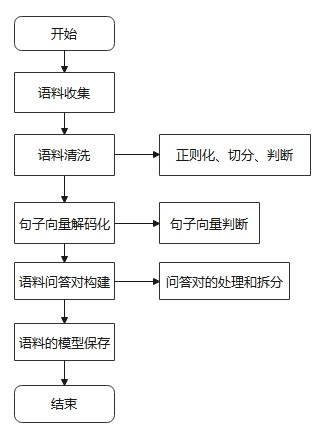 开始
语料收集
语料清洗
正则化、切分、判断
句子向量解码化
句子向量判断
语料问答对构建
问答对的处理和拆分
语料的模型保存
结束